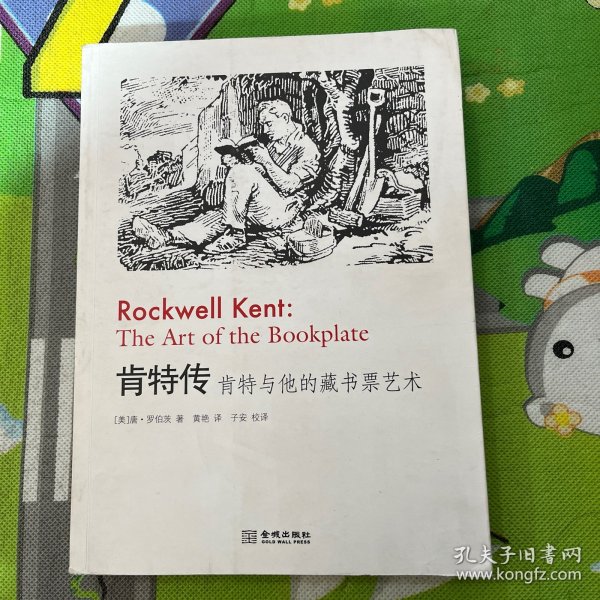 Rockwell Kent:
The Art of the Bookplate
肯特传 肯特与他的藏书票艺术
[美]唐·罗伯茨 著 黄艳 译 子安 校译
金城出版社
GOLD WALL PRESS
孔夫子旧书网
www.kongfz.com